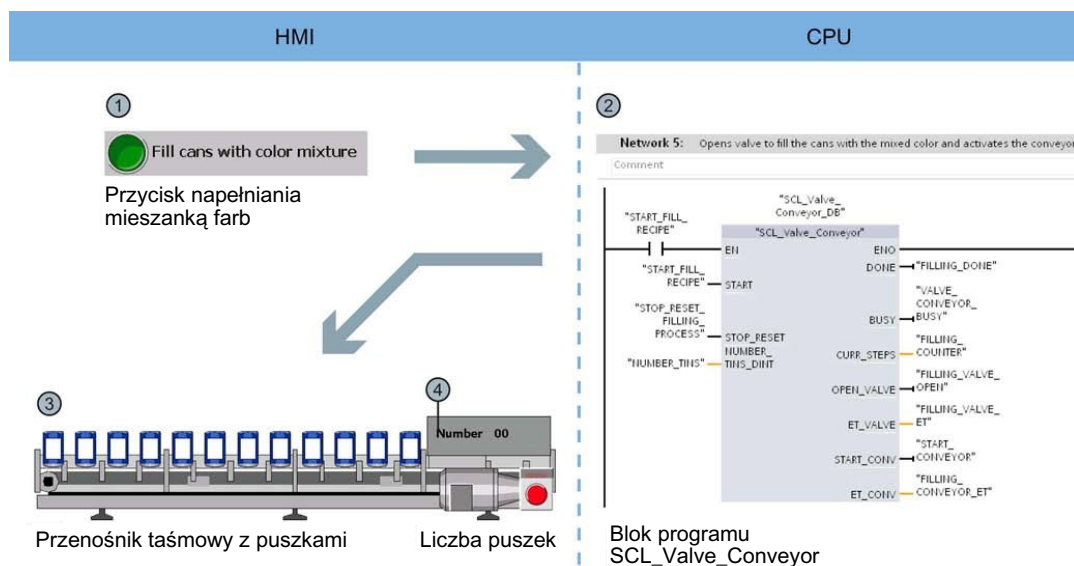 HMI
CPU
1
Fill cans with color mixture
Przycisk napełniania
mieszanką farb
2
Network 5: Opens valve to fill the cans with the mixed color and activates the conveyor
Comment
"SCL_Valve_
Conveyor_DB"
"SCL_Valve_Conveyor"
"START_FILL_
RECIPE"
EN
ENO
"START_FILL_
RECIPE"
START
"STOP_RESET_
FILLING_
PROCESS"
STOP_RESET
"NUMBER_TINS"
NUMBER_
TINS_DINT
DONE
"FILLING_DONE"
"VALVE_
CONVEYOR_
BUSY"
BUSY
"FILLING_
COUNTER"
CURR_STEPS
"FILLING_VALVE_
OPEN"
OPEN_VALVE
"FILLING_VALVE_
ET"
ET_VALVE
"START_
CONVEYOR"
START_CONV
"FILLING_
CONVEYOR_ET"
ET_CONV
3
4
Number 00
Przenośnik taśmowy z puszkami
Liczba puszek
Blok programu
SCL_Valve_Conveyor